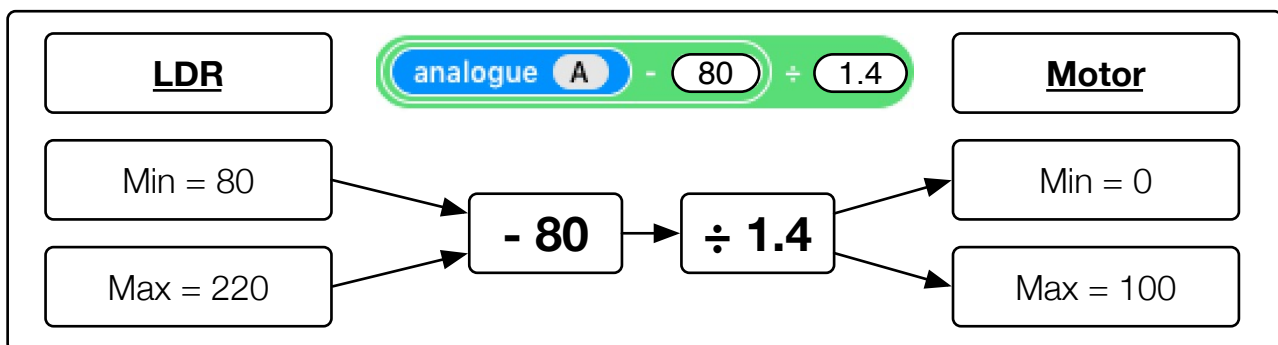 LDR
analogue A - 80 ÷ 1.4
Motor
Min = 80
Max = 220
- 80
÷ 1.4
Min = 0
Max = 100